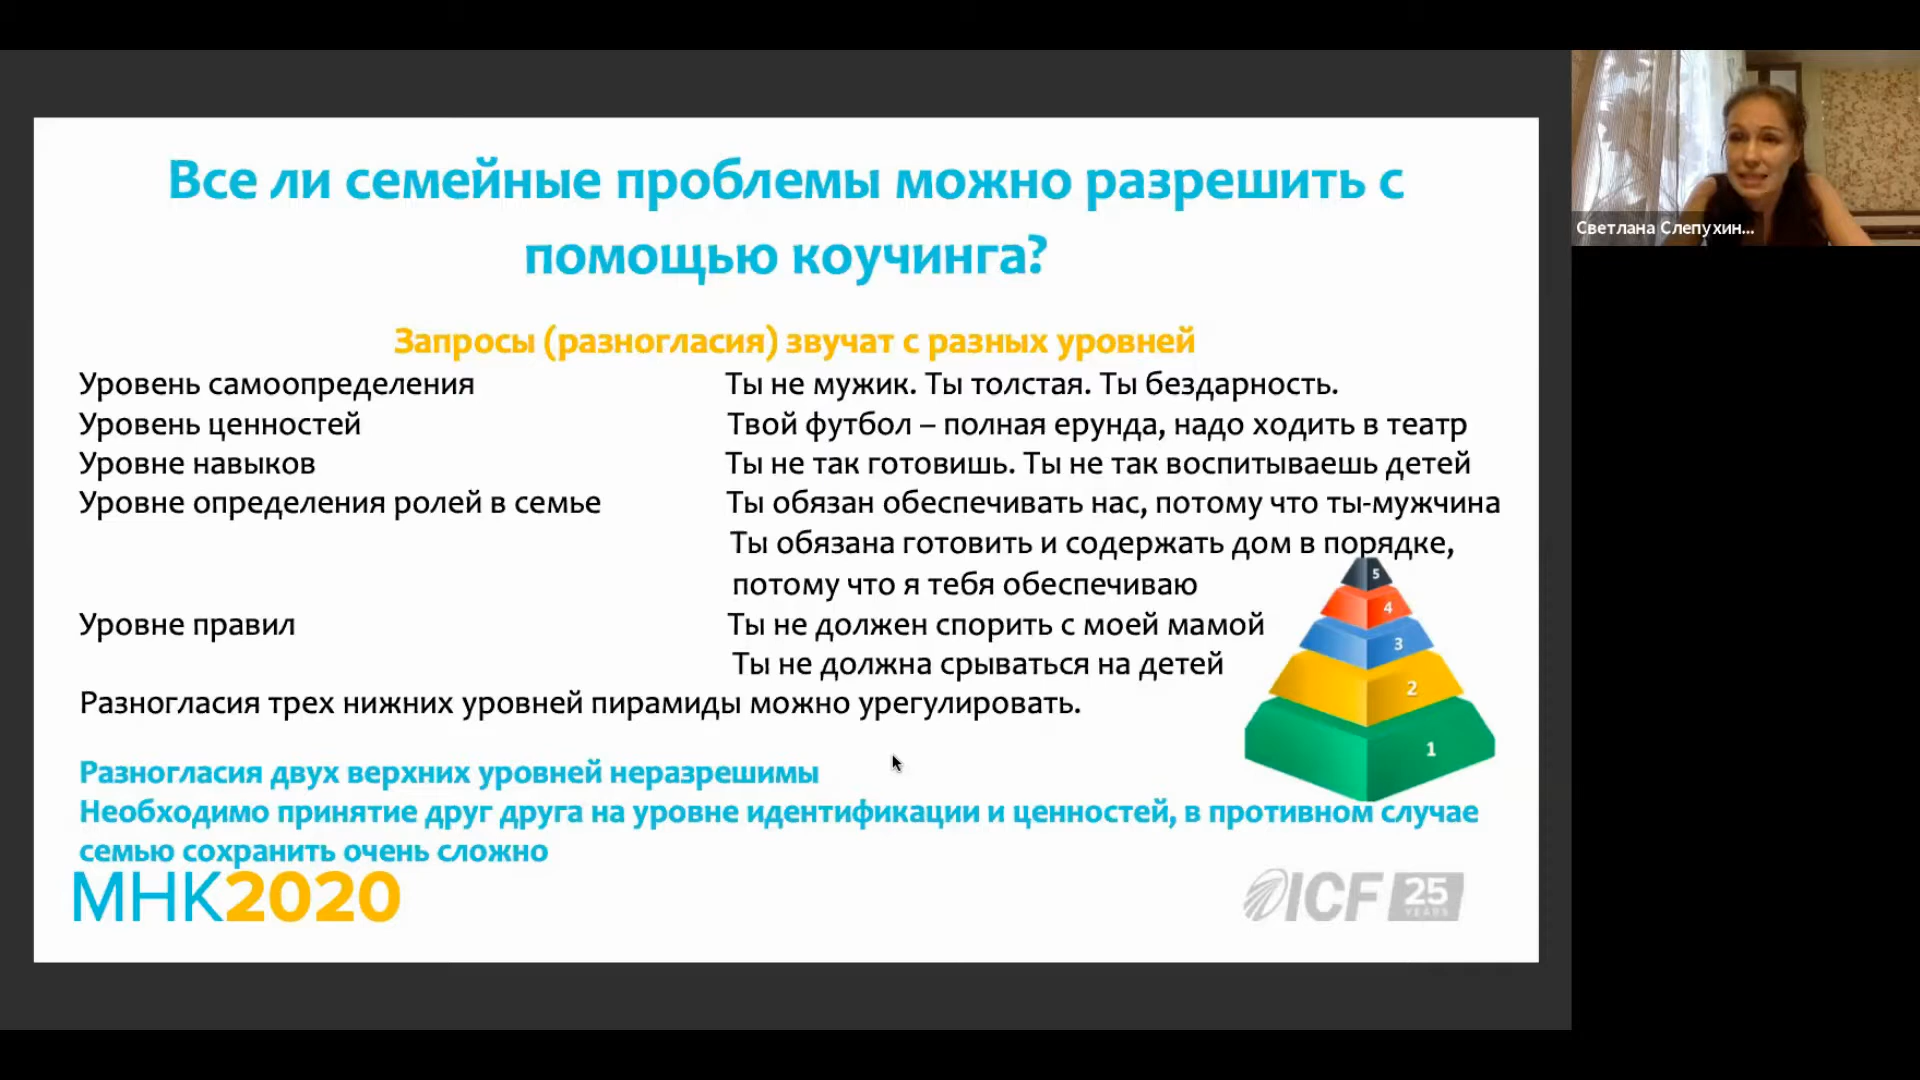 Все ли семейные проблемы можно разрешить с
помощью коучинга?
Запросы (разногласия) звучат с разных уровней
Уровень самоопределения Ты не мужик. Ты толстая. Ты бездарность.
Уровень ценностей Твой футбол – полная ерунда, надо ходить в театр
Уровне навыков Ты не так готовишь. Ты не так воспитываешь детей
Уровне определения ролей в семье Ты обязан обеспечивать нас, потому что ты-мужчина
Ты обязана готовить и содержать дом в порядке,
потому что я тебя обеспечиваю
Уровне правил Ты не должен спорить с моей мамой
Ты не должна срываться на детей
Разногласия трех нижних уровней пирамиды можно урегулировать.
5
4
3
2
1
Разногласия двух верхних уровней неразрешимы
Необходимо принятие друг друга на уровне идентификации и ценностей, в противном случае
семью сохранить очень сложно
МНК2020
ICF 25
YEARS
Светлана Слепухин...